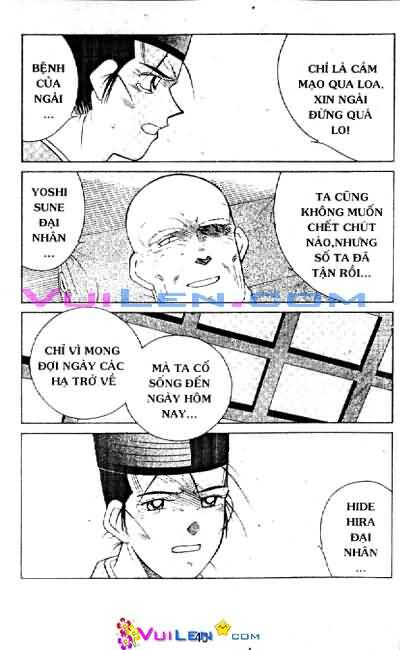 BỆNH
CỦA
NGÀI
...
CHỈ LÀ CẢM
MẠO QUA LOA,
XIN NGÀI
ĐỪNG QUÁ
LO!
YOSHI
SUNE
ĐẠI
NHÂN
...
TA CŨNG
KHÔNG MUỐN
CHẾT CHÚT
NÀO,NHƯNG
SỐ TA ĐÃ
TẬN RỒI...
VUILEN.COM
CHỈ VÌ MONG
ĐỢI NGÀY CÁC
HẠ TRỞ VỀ
MÀ TA CỐ
SỐNG ĐẾN
NGÀY HÔM
NAY...
HIDE
HIRA
ĐẠI
NHÂN
...
VUILEN.COM